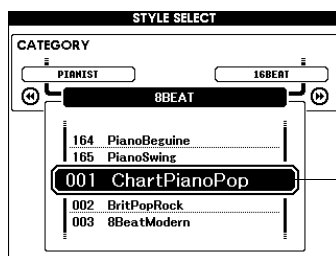 STYLE SELECT
CATEGORY
PIANIST 16BEAT
8BEAT
164 PianoBeguine
165 PianoSwing
001 ChartPianoPop
002 BritPopRock
003 8BeatModern